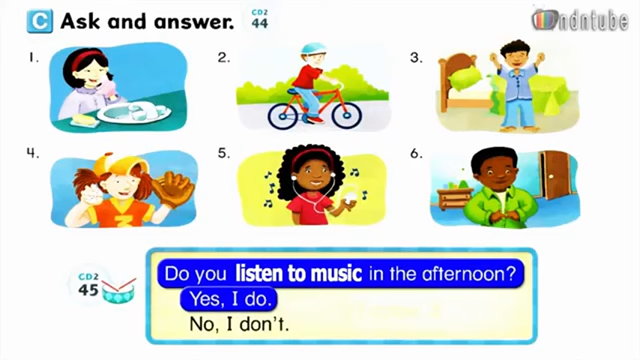 C Ask and answer. CD2 44
ndntube
1.
2.
3.
4.
5.
6.
CD2 45
Do you listen to music in the afternoon?
Yes, I do.
No, I don't.